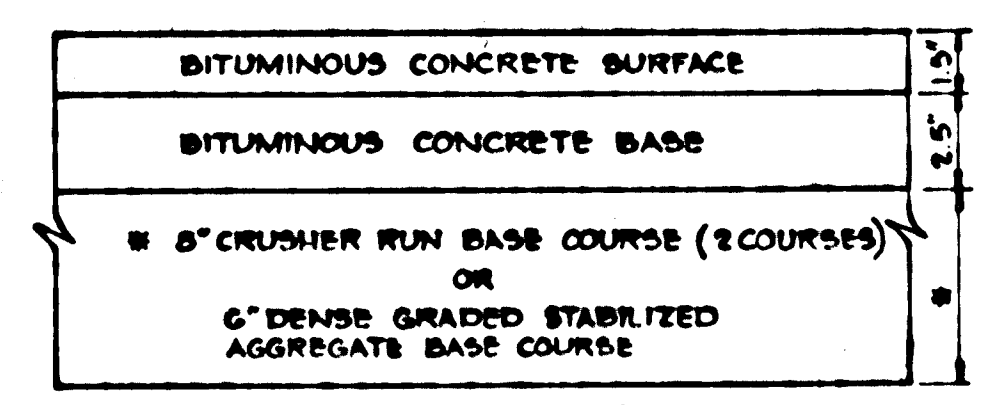 BITUMINOUS CONCRETE SURFACE
1.5"
BITUMINOUS CONCRETE BASE
2.5"
* 8" CRUSHER RUN BASE COURSE (2 COURSES)
OR
6" DENSE GRADED STABILIZED
AGGREGATE BASE COURSE
*